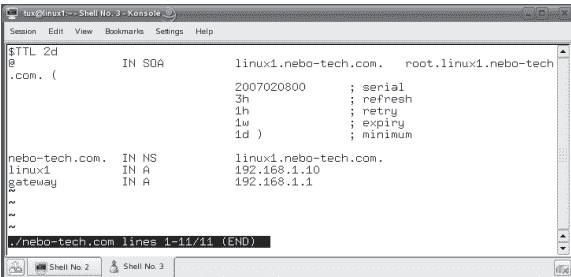 tux@linux1:~ - Shell No. 3 - Konsole
Session Edit View Bookmarks Settings Help
$TTL 2d
@ IN SOA linux1.nebo-tech.com. root.linux1.nebo-tech
.com. (
2007020800 ; serial
3h ; refresh
1h ; retry
1w ; expiry
1d ) ; minimum
nebo-tech.com. IN NS linux1.nebo-tech.com.
linux1 IN A 192.168.1.10
gateway IN A 192.168.1.1
~
~
~
~
./nebo-tech.com lines 1-11/11 (END)
Shell No. 2 Shell No. 3